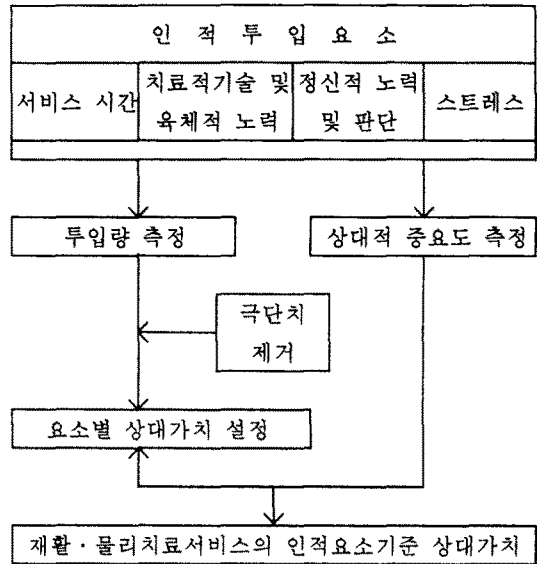 인 적 투 입 요 소
서비스 시간
치료적기술 및
육체적 노력
정신적 노력
및 판단
스트레스
투입량 측정
상대적 중요도 측정
극단치
제거
요소별 상대가치 설정
재활·물리치료서비스의 인적요소기준 상대가치